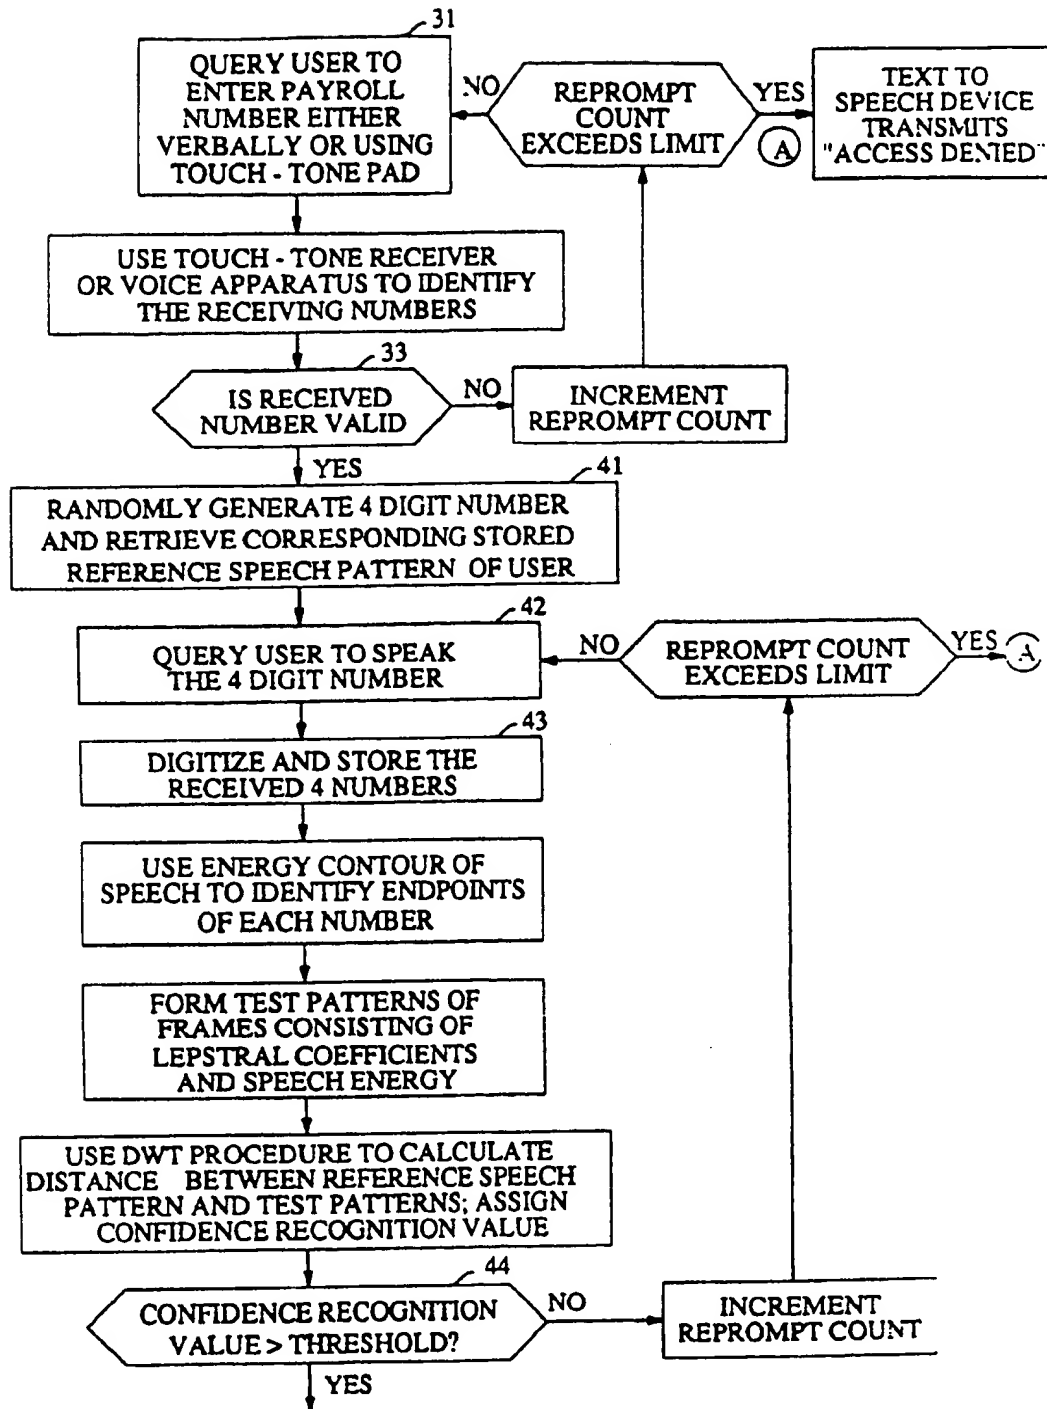 31
QUERY USER TO
ENTER PAYROLL
NUMBER EITHER
VERBALLY OR USING
TOUCH - TONE PAD
NO
REPROMPT
COUNT
EXCEEDS LIMIT
YES
A
TEXT TO
SPEECH DEVICE
TRANSMITS
"ACCESS DENIED"
USE TOUCH - TONE RECEIVER
OR VOICE APPARATUS TO IDENTIFY
THE RECEIVING NUMBERS
33
IS RECEIVED
NUMBER VALID
NO
INCREMENT
REPROMPT COUNT
YES
41
RANDOMLY GENERATE 4 DIGIT NUMBER
AND RETRIEVE CORRESPONDING STORED
REFERENCE SPEECH PATTERN OF USER
42
QUERY USER TO SPEAK
THE 4 DIGIT NUMBER
NO
REPROMPT COUNT
EXCEEDS LIMIT
YES
A
43
DIGITIZE AND STORE THE
RECEIVED 4 NUMBERS
USE ENERGY CONTOUR OF
SPEECH TO IDENTIFY ENDPOINTS
OF EACH NUMBER
FORM TEST PATTERNS OF
FRAMES CONSISTING OF
LEPSTRAL COEFFICIENTS
AND SPEECH ENERGY
USE DWT PROCEDURE TO CALCULATE
DISTANCE BETWEEN REFERENCE SPEECH
PATTERN AND TEST PATTERNS; ASSIGN
CONFIDENCE RECOGNITION VALUE
44
CONFIDENCE RECOGNITION
VALUE > THRESHOLD?
NO
INCREMENT
REPROMPT COUNT
YES